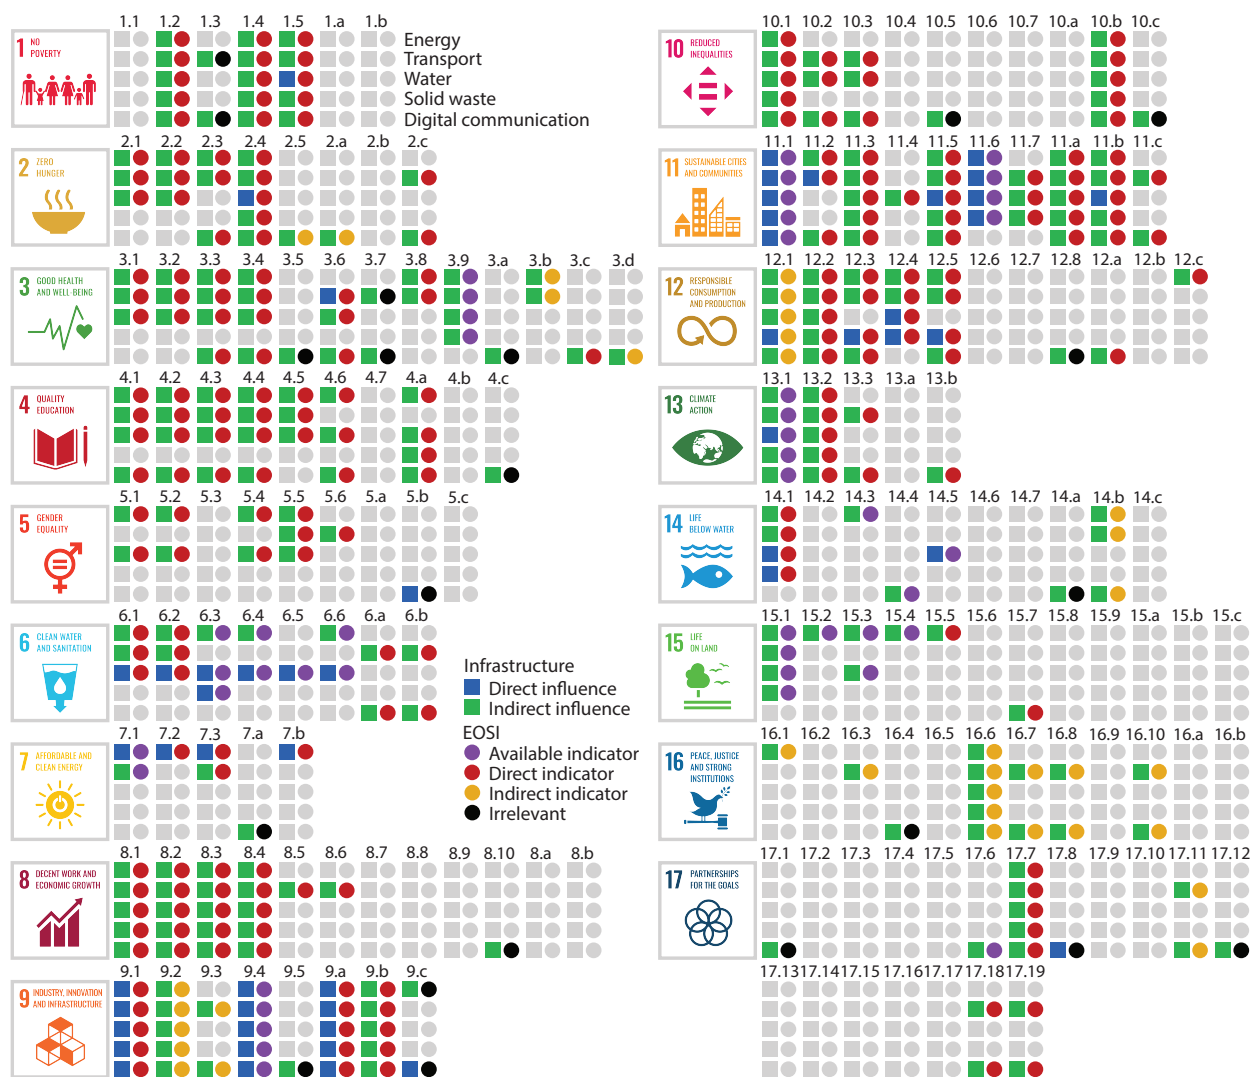 1.1 1.2 1.3 1.4 1.5 1.a 1.b
1 NO
POVERTY
Energy
Transport
Water
Solid waste
Digital communication
2.1 2.2 2.3 2.4 2.5 2.a 2.b 2.c
2 ZERO
HUNGER
3.1 3.2 3.3 3.4 3.5 3.6 3.7 3.8 3.9 3.a 3.b 3.c 3.d
3 GOOD HEALTH
AND WELL-BEING
4.1 4.2 4.3 4.4 4.5 4.6 4.7 4.a 4.b 4.c
4 QUALITY
EDUCATION
5.1 5.2 5.3 5.4 5.5 5.6 5.a 5.b 5.c
5 GENDER
EQUALITY
6.1 6.2 6.3 6.4 6.5 6.6 6.a 6.b
6 CLEAN WATER
AND SANITATION
Infrastructure
Direct influence
Indirect influence
EOSI
Available indicator
Direct indicator
Indirect indicator
Irrelevant
7.1 7.2 7.3 7.a 7.b
7 AFFORDABLE AND
CLEAN ENERGY
8.1 8.2 8.3 8.4 8.5 8.6 8.7 8.8 8.9 8.10 8.a 8.b
8 DECENT WORK AND
ECONOMIC GROWTH
9.1 9.2 9.3 9.4 9.5 9.a 9.b 9.c
9 INDUSTRY, INNOVATION
AND INFRASTRUCTURE
10.1 10.2 10.3 10.4 10.5 10.6 10.7 10.a 10.b 10.c
10 REDUCED
INEQUALITIES
11.1 11.2 11.3 11.4 11.5 11.6 11.7 11.a 11.b 11.c
11 SUSTAINABLE CITIES
AND COMMUNITIES
12.1 12.2 12.3 12.4 12.5 12.6 12.7 12.8 12.a 12.b 12.c
12 RESPONSIBLE
CONSUMPTION
AND PRODUCTION
13.1 13.2 13.3 13.a 13.b
13 CLIMATE
ACTION
14.1 14.2 14.3 14.4 14.5 14.6 14.7 14.a 14.b 14.c
14 LIFE
BELOW WATER
15.1 15.2 15.3 15.4 15.5 15.6 15.7 15.8 15.9 15.a 15.b 15.c
15 LIFE
ON LAND
16.1 16.2 16.3 16.4 16.5 16.6 16.7 16.8 16.9 16.10 16.a 16.b
16 PEACE, JUSTICE
AND STRONG
INSTITUTIONS
17.1 17.2 17.3 17.4 17.5 17.6 17.7 17.8 17.9 17.10 17.11 17.12
17 PARTNERSHIPS
FOR THE GOALS
17.13 17.14 17.15 17.16 17.17 17.18 17.19